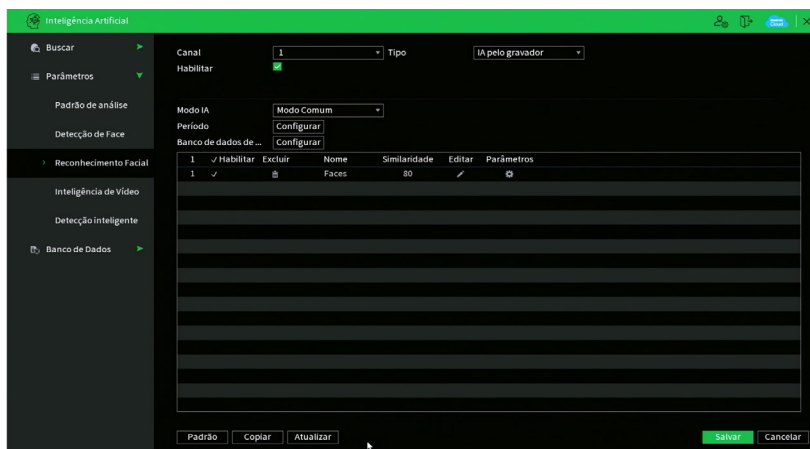 Inteligência Artificial
Buscar
Parâmetros
Padrão de análise
Detecção de Face
Reconhecimento Facial
Inteligência de Vídeo
Detecção inteligente
Banco de Dados
Canal 1 Tipo IA pelo gravador
Habilitar
Modo IA Modo Comum
Período Configurar
Banco de dados de ... Configurar
1 Habilitar Excluir Nome Similaridade Editar Parâmetros
1 Faces 80
Padrão Copiar Atualizar Salvar Cancelar